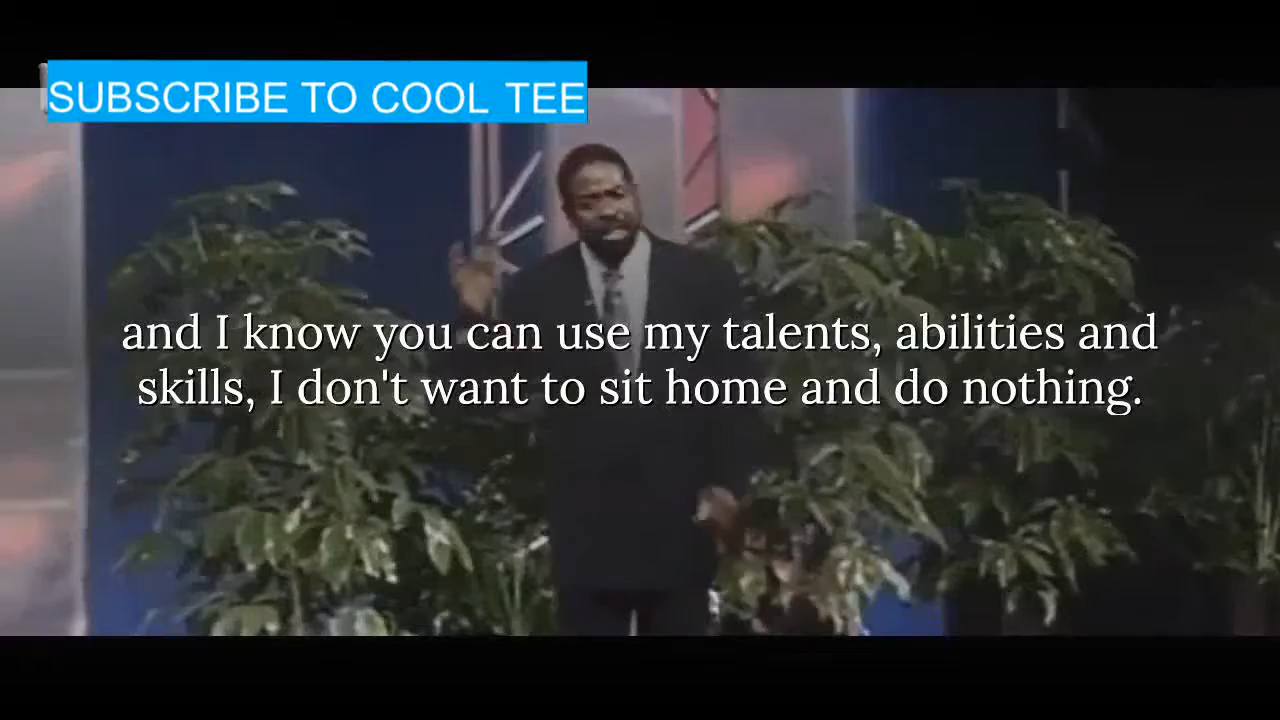 SUBSCRIBE TO COOL TEE
and I know you can use my talents, abilities and
skills, I don't want to sit home and do nothing.